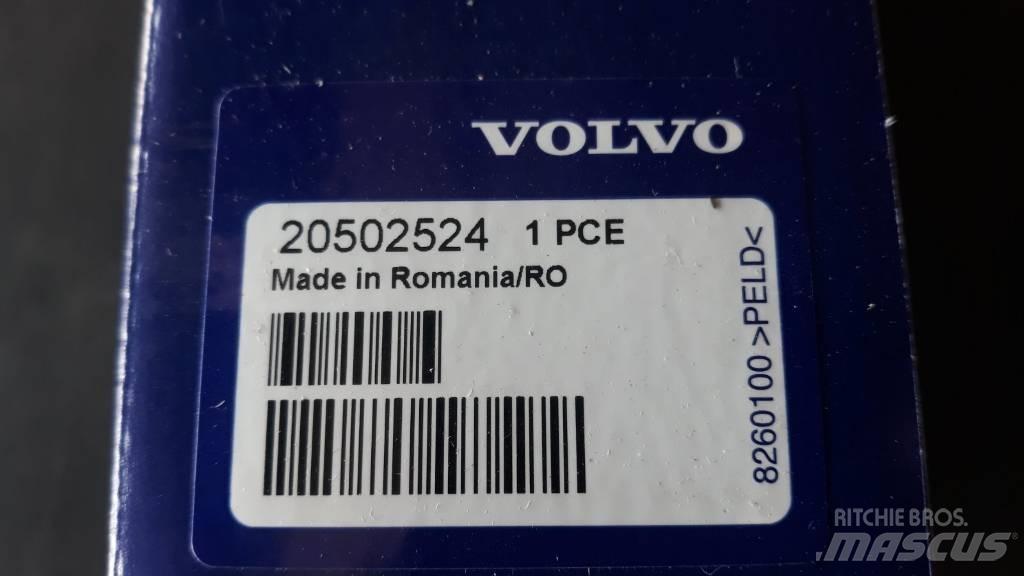 VOLVO
20502524 1 PCE
Made in Romania/RO
8260100 >PELD<
RITCHIE BROS.
MASCUS